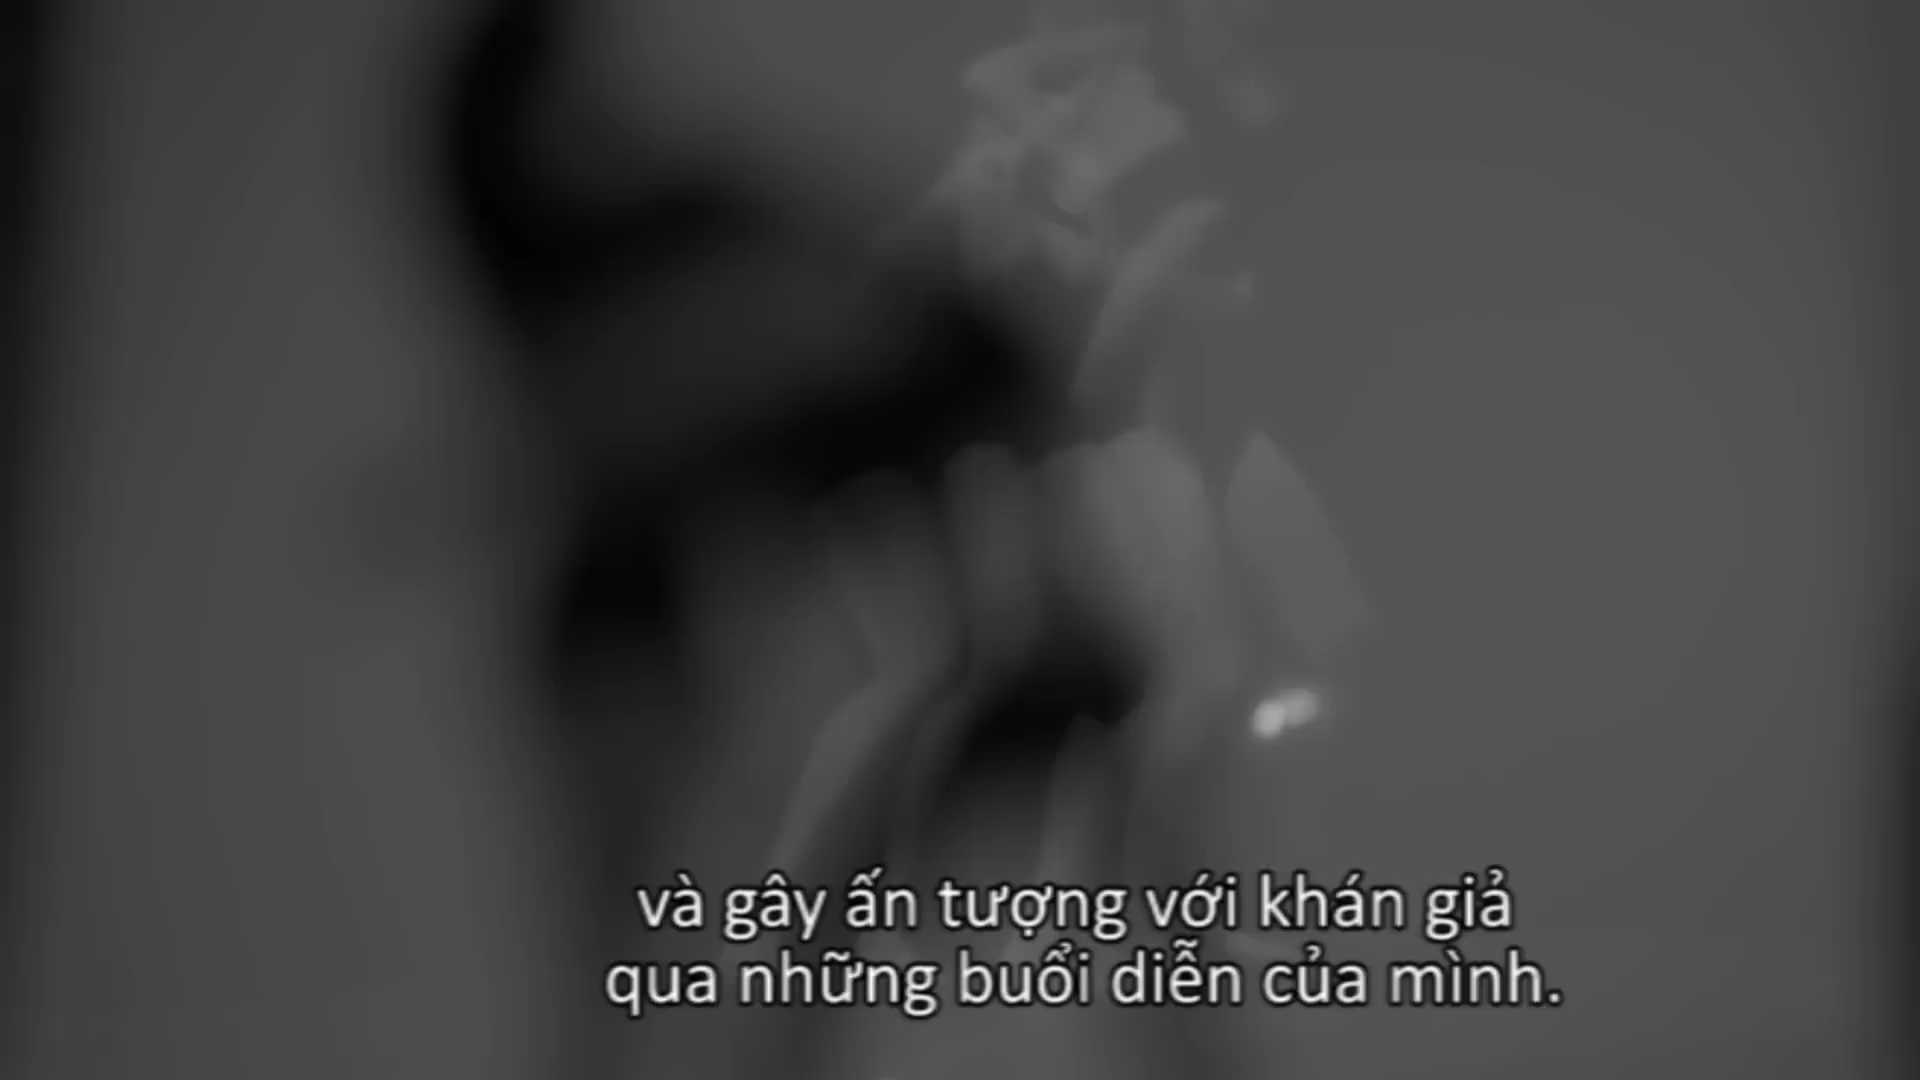 và gây ấn tượng với khán giả
qua những buổi diễn của mình.